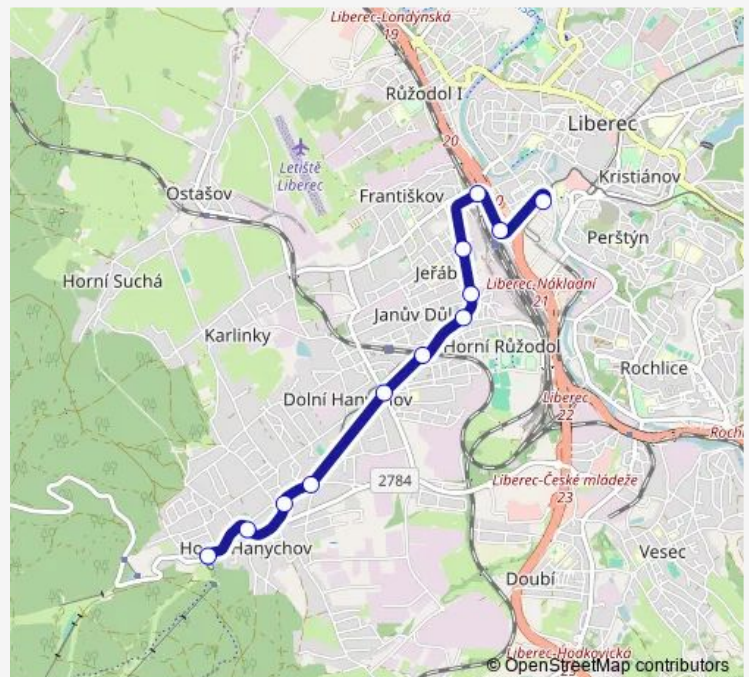 Liberec-Londýnská
19
Růžodol I
Liberec
20
Letiště
Liberec
Kristiánov
Ostašov
Františkov
Perštýn
Jeřáb
Horní Suchá
Liberec-Nákladní
21
Janův Důl
Karlinky
Horní Růžodol
Rochlice
Dolní Hanychov
Liberec
22
2784
Liberec-České mládeže
23
Vesec
Doubí
Liberec-Hodkovická
© OpenStreetMap contributors